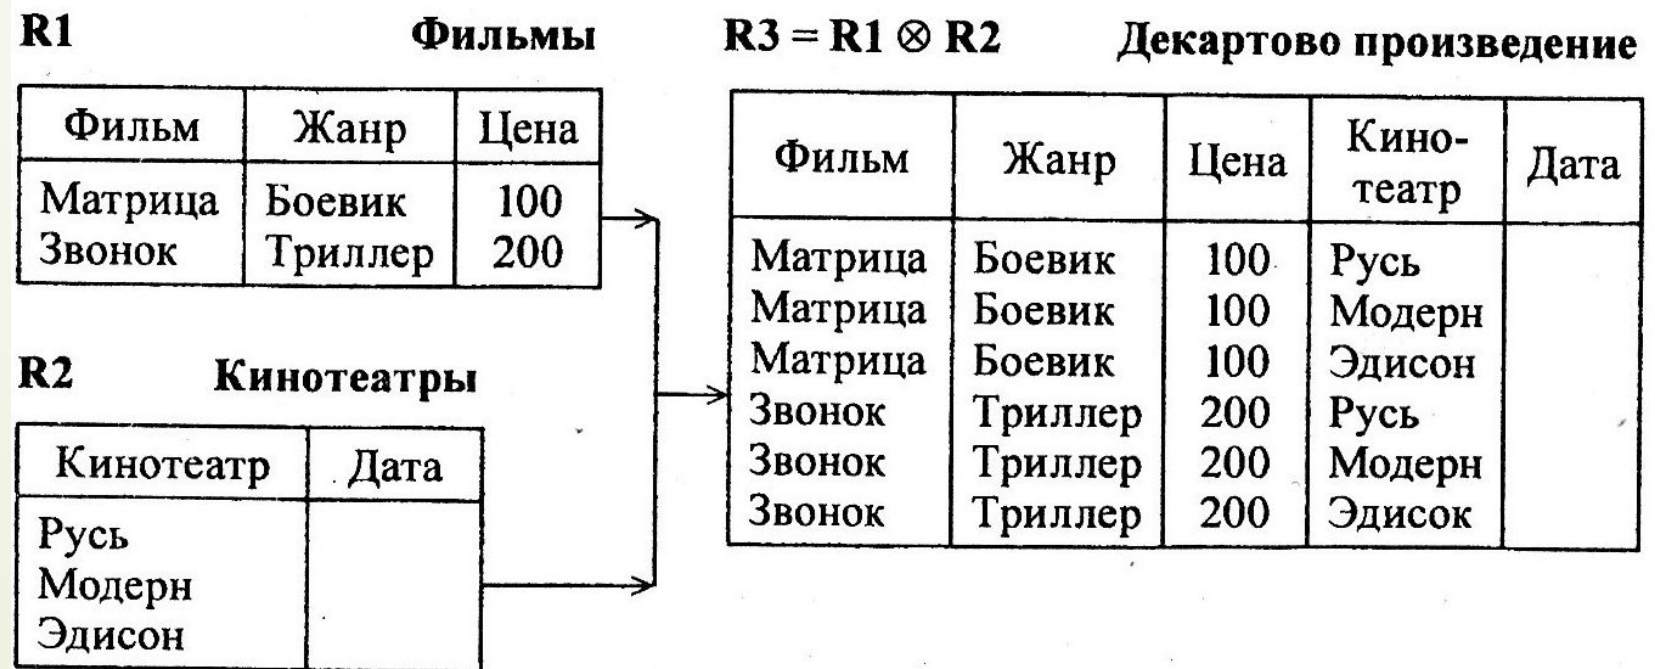 R1 Фильмы
Фильм Жанр Цена
Матрица Боевик 100
Звонок Триллер 200
R2 Кинотеатры
Кинотеатр Дата
Русь
Модерн
Эдисон
R3 = R1 ⊗ R2 Декартово произведение
Фильм Жанр Цена Кино-
театр Дата
Матрица Боевик 100 Русь
Матрица Боевик 100 Модерн
Матрица Боевик 100 Эдисон
Звонок Триллер 200 Русь
Звонок Триллер 200 Модерн
Звонок Триллер 200 Эдисок